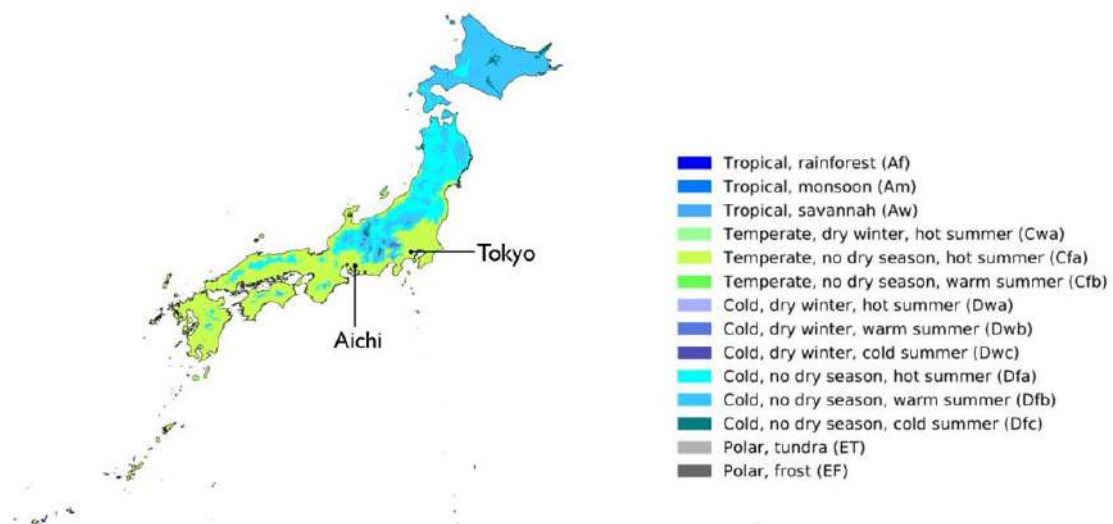 Tokyo
Aichi
Tropical, rainforest (Af)
Tropical, monsoon (Am)
Tropical, savannah (Aw)
Temperate, dry winter, hot summer (Cwa)
Temperate, no dry season, hot summer (Cfa)
Temperate, no dry season, warm summer (Cfb)
Cold, dry winter, hot summer (Dwa)
Cold, dry winter, warm summer (Dwb)
Cold, dry winter, cold summer (Dwc)
Cold, no dry season, hot summer (Dfa)
Cold, no dry season, warm summer (Dfb)
Cold, no dry season, cold summer (Dfc)
Polar, tundra (ET)
Polar, frost (EF)